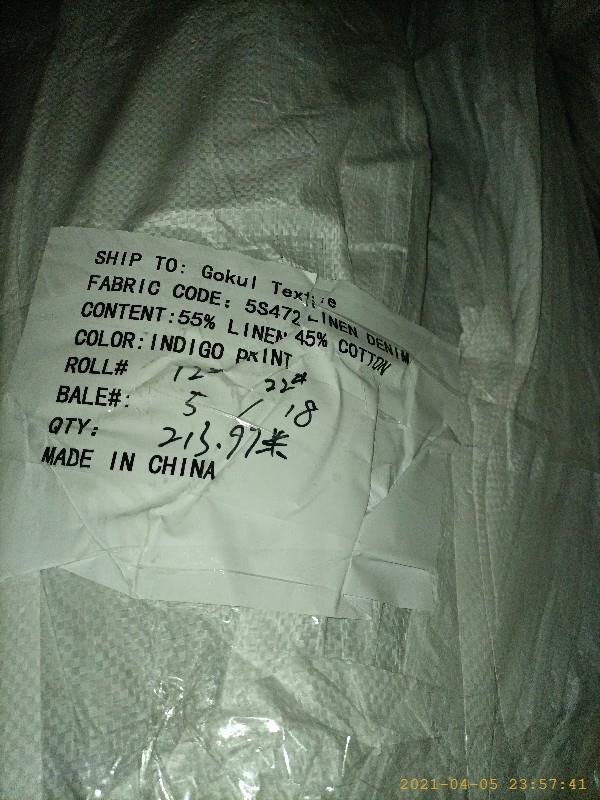 SHIP TO: Gokul Textile
FABRIC CODE: 5S472 LINEN DENIM
CONTENT:55% LINEN 45% COTTON
COLOR:INDIGO PRINT
ROLL# 12- 22#
BALE#: 5 / 18
QTY: 213.97米
MADE IN CHINA
2021-04-05 23:57:41